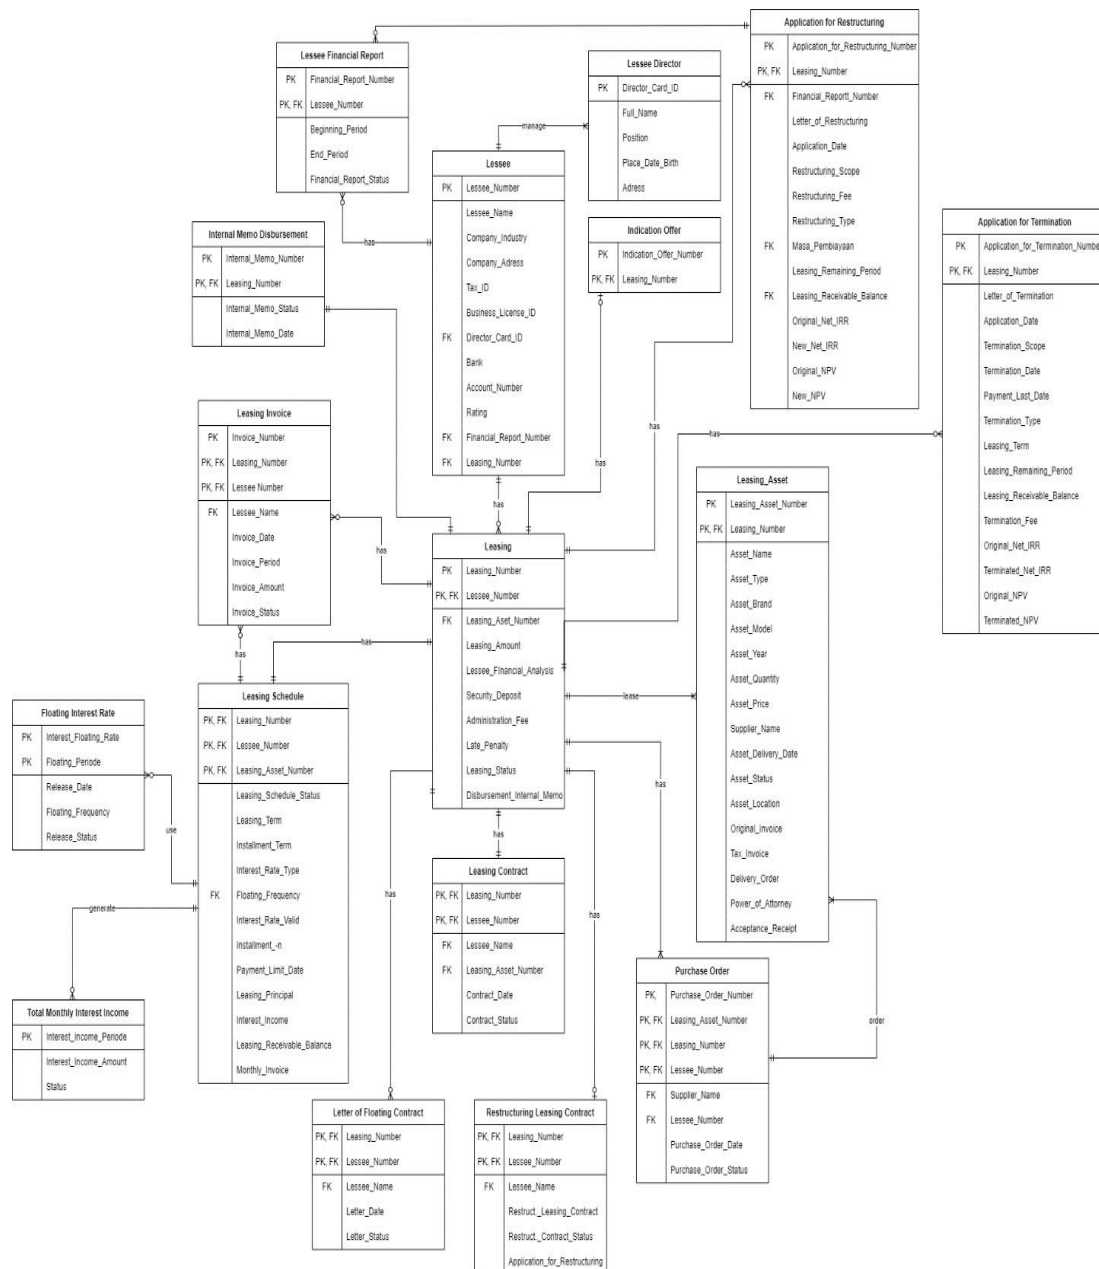 Application for Restructuring
PK Application_for_Restructuring_Number
PK, FK Leasing_Number
FK Financial_Reportt_Number
Letter_of_Restructuring
Application_Date
Restructuring_Scope
Restructuring_Fee
Restructuring_Type
FK Masa_Pembiayaan
Leasing_Remaining_Period
FK Leasing_Receivable_Balance
Original_Net_IRR
New_Net_IRR
Original_NPV
New_NPV
Lessee Financial Report
PK Financial_Report_Number
PK, FK Lessee_Number
Beginning_Period
End_Period
Financial_Report_Status
Lessee Director
PK Director_Card_ID
Full_Name
Position
Place_Date_Birth
Adress
manage
Lessee
PK Lessee_Number
Lessee_Name
Company_Industry
Company_Adress
Tax_ID
Business_License_ID
FK Director_Card_ID
Bank
Account_Number
Rating
FK Financial_Report_Number
FK Leasing_Number
has
Internal Memo Disbursement
PK Internal_Memo_Number
PK, FK Leasing_Number
Internal_Memo_Status
Internal_Memo_Date
Indication Offer
PK Indication_Offer_Number
PK, FK Leasing_Number
Application for Termination
PK Application_for_Termination_Numbe
PK, FK Leasing_Number
Letter_of_Termination
Application_Date
Termination_Scope
Termination_Date
Payment_Last_Date
Termination_Type
Leasing_Term
Leasing_Remaining_Period
Leasing_Receivable_Balance
Termination_Fee
Original_Net_IRR
Terminated_Net_IRR
Original_NPV
Terminated_NPV
has
has
has
has
Leasing Invoice
PK Invoice_Number
PK, FK Leasing_Number
PK, FK Lessee Number
FK Lessee_Name
Invoice_Date
Invoice_Period
Invoice_Amount
Invoice_Status
has
has
has
Leasing
PK Leasing_Number
PK, FK Lessee_Number
FK Leasing_Aset_Number
Leasing_Amount
Lessee_FInancial_Analysis
Security_Deposit
Administration_Fee
Late_Penalty
Leasing_Status
Disbursement_Internal_Memo
lease
has
has
has
has
Leasing_Asset
PK Leasing_Asset_Number
PK, FK Leasing_Number
Asset_Name
Asset_Type
Asset_Brand
Asset_Model
Asset_Year
Asset_Quantity
Asset_Price
Supplier_Name
Asset_Delivery_Date
Asset_Status
Asset_Location
Original_Invoice
Tax_Invoice
Delivery_Order
Power_of_Attorney
Acceptance_Receipt
Floating Interest Rate
PK Interest_Floating_Rate
PK Floating_Periode
Release_Date
Floating_Frequency
Release_Status
use
generate
Leasing Schedule
PK, FK Leasing_Number
PK, FK Lessee_Number
PK, FK Leasing_Asset_Number
Leasing_Schedule_Status
Leasing_Term
Installment_Term
Interest_Rate_Type
FK Floating_Frequency
Interest_Rate_Valid
Installment_-n
Payment_Limit_Date
Leasing_Principal
Interest_Income
Leasing_Receivable_Balance
Monthly_Invoice
Leasing Contract
PK, FK Leasing_Number
PK, FK Lessee_Number
FK Lessee_Name
FK Leasing_Asset_Number
Contract_Date
Contract_Status
Total Monthly Interest Income
PK Interest_Income_Periode
Interest_Income_Amount
Status
Purchase Order
PK, Purchase_Order_Number
PK, FK Leasing_Asset_Number
PK, FK Leasing_Number
PK, FK Lessee_Number
FK Supplier_Name
FK Lessee_Number
Purchase_Order_Date
Purchase_Order_Status
order
Letter of Floating Contract
PK, FK Leasing_Number
PK, FK Lessee_Number
FK Lessee_Name
Letter_Date
Letter_Status
Restructuring Leasing Contract
PK, FK Leasing_Number
PK, FK Lessee_Number
FK Lessee_Name
Restruct._Leasing_Contract
Restruct._Contract_Status
Application_for_Restructuring